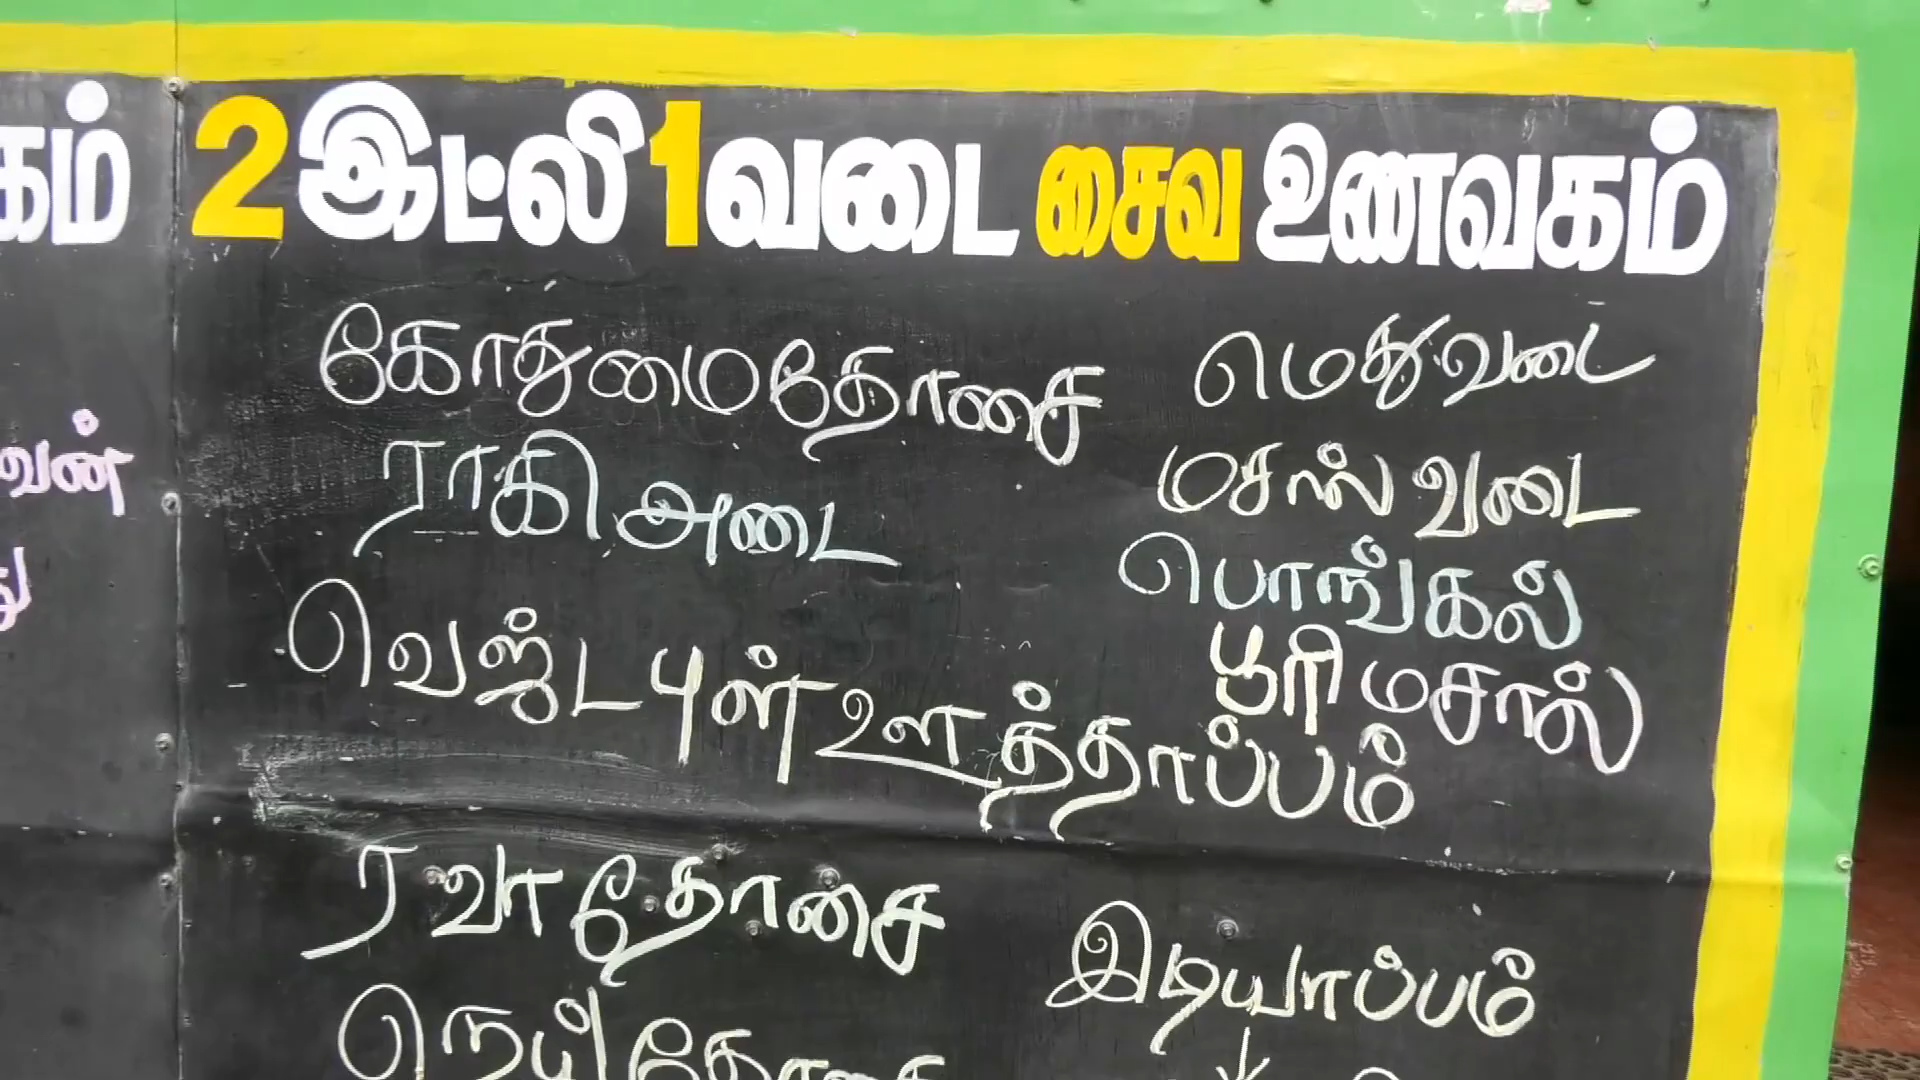 2 இட்லி 1 வடை சைவ உணவகம்
கோதுமைதோசை
ராகி அடை
வெஜ்டபுள் ஊத்தாப்பம்
ரவாதோசை
நெய் தோசை
மெதுவடை
மசால் வடை
பொங்கல்
பூரி மசால்
இடியாப்பம்